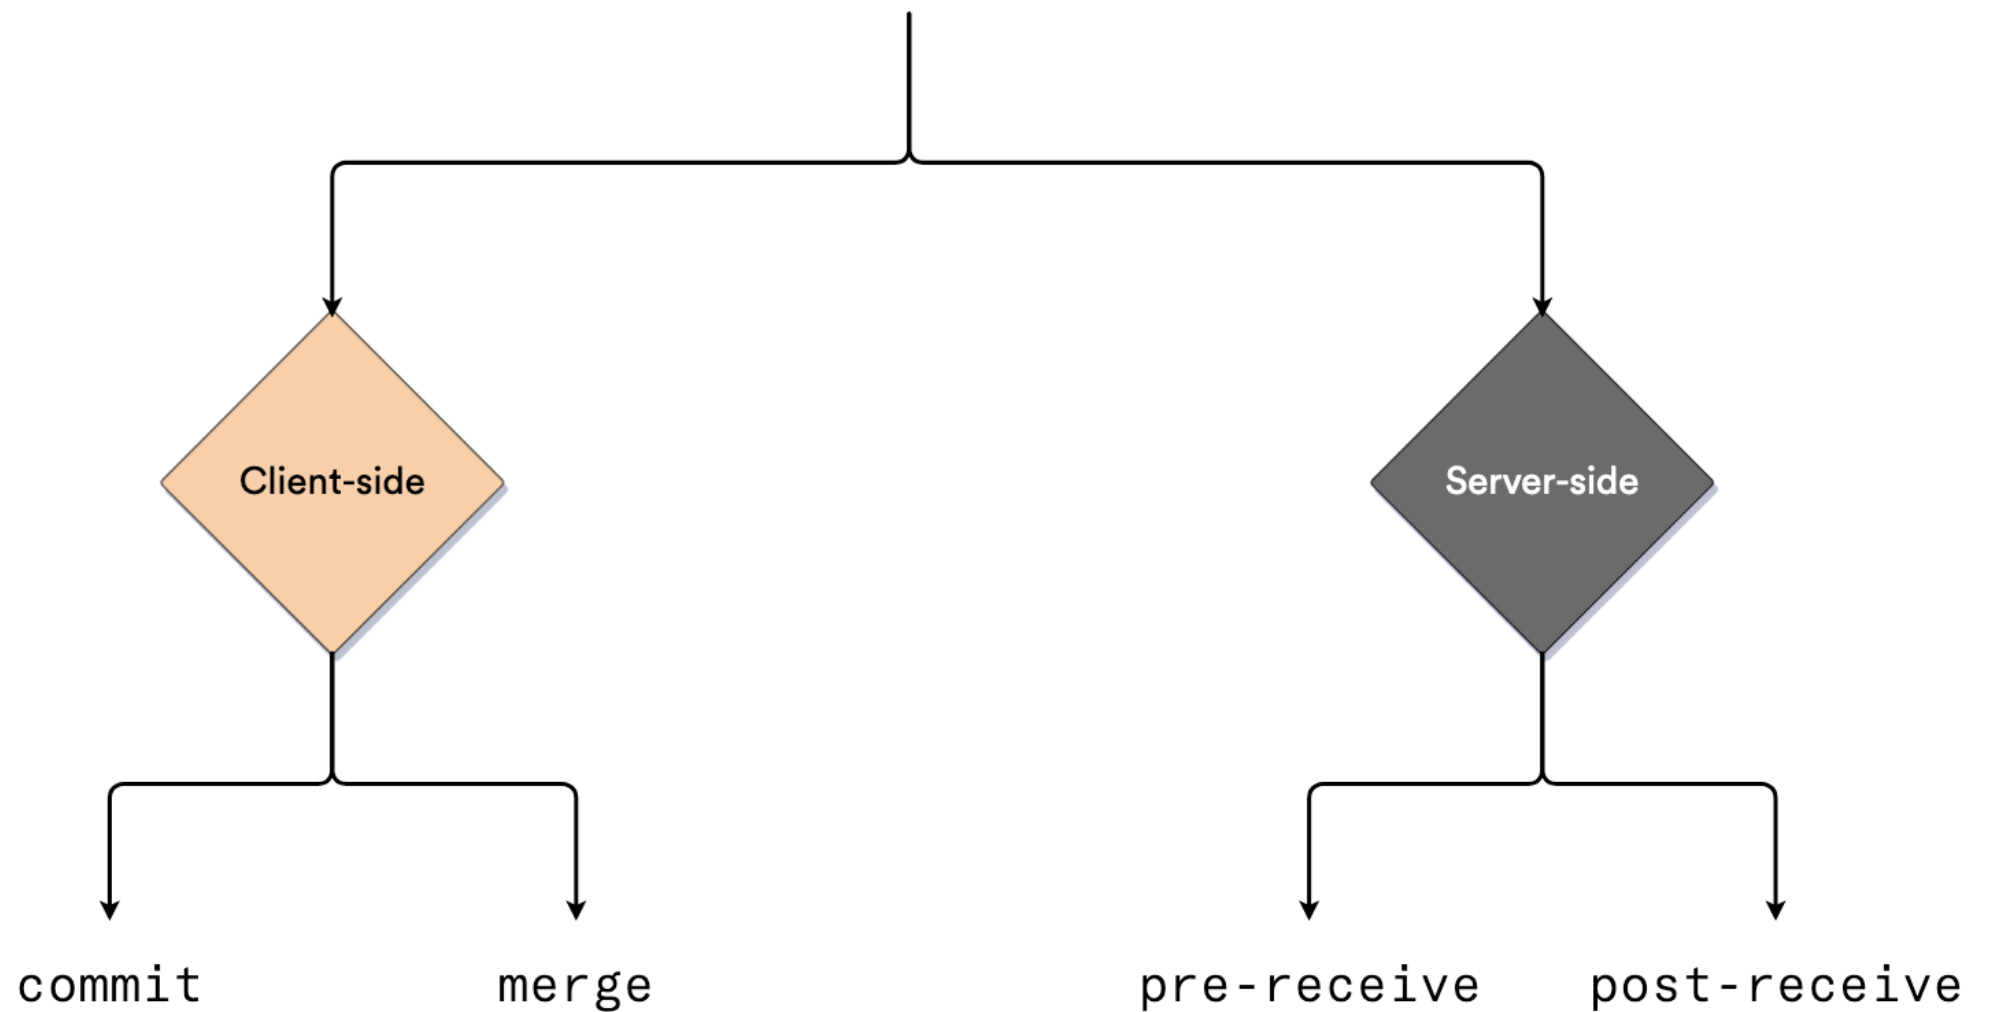 Client-side
Server-side
commit
merge
pre-receive
post-receive